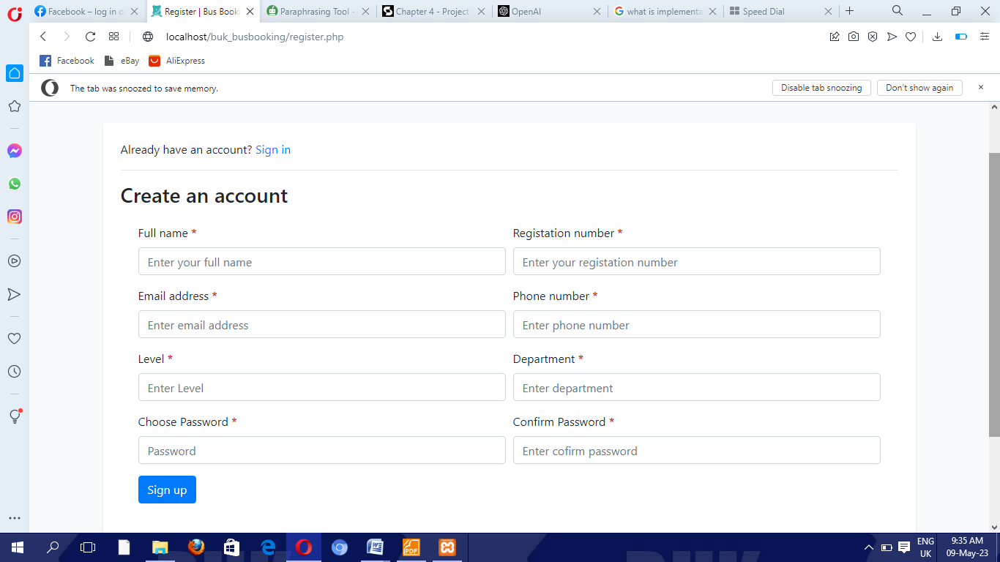 Facebook – log in o
Register | Bus Booki
Paraphrasing Tool -
Chapter 4 - Project
OpenAI
what is implementa
Speed Dial
localhost/buk_busbooking/register.php
Facebook
eBay
AliExpress
The tab was snoozed to save memory.
Disable tab snoozing
Don't show again
Already have an account? Sign in
Create an account
Full name *
Registation number *
Enter your full name
Enter your registation number
Email address *
Phone number *
Enter email address
Enter phone number
Level *
Department *
Enter Level
Enter department
Choose Password *
Confirm Password *
Password
Enter cofirm password
Sign up
PDF
ENG
UK
9:35 AM
09-May-23